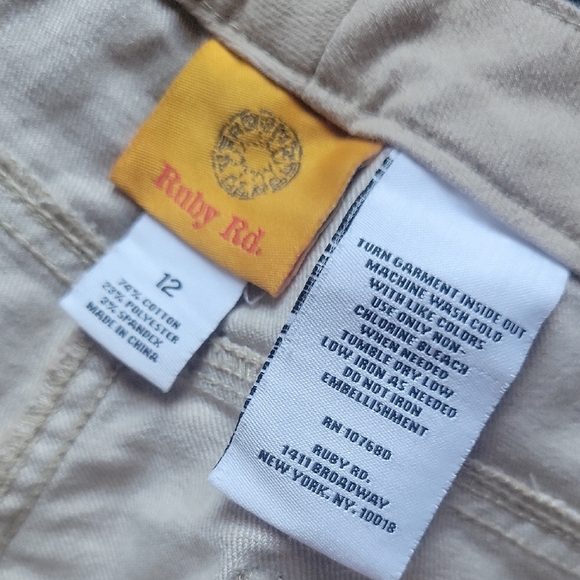 Ruby Rd.
12
74% COTTON
23% POLYESTER
3% SPANDEX
MADE IN CHINA
TURN GARMENT INSIDE OUT
MACHINE WASH COLD
WITH LIKE COLORS
USE ONLY NON-
CHLORINE BLEACH
WHEN NEEDED
TUMBLE DRY LOW
LOW IRON AS NEEDED
DO NOT IRON
EMBELLISHMENT
RN 107680
RUBY RD.
1411 BROADWAY
NEW YORK, NY, 10018